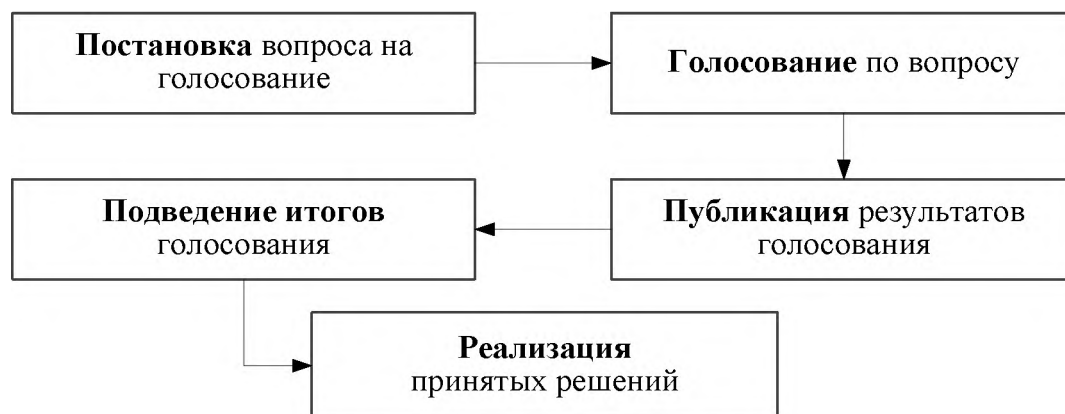 Постановка вопроса на
голосование
Голосование по вопросу
Публикация результатов
голосования
Подведение итогов
голосования
Реализация
принятых решений